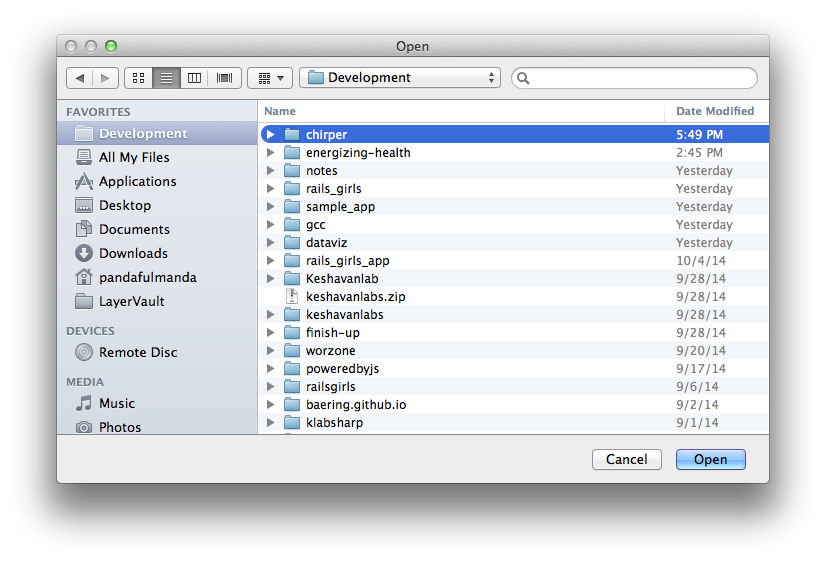 Open
Development
FAVORITES
Development
All My Files
Applications
Desktop
Documents
Downloads
pandafulmanda
LayerVault
DEVICES
Remote Disc
MEDIA
Music
Photos
Name Date Modified
chirper 5:49 PM
energizing-health 2:45 PM
notes Yesterday
rails_girls Yesterday
sample_app Yesterday
gcc Yesterday
dataviz Yesterday
rails_girls_app 10/4/14
Keshavanlab 9/28/14
keshavanlabs.zip 9/28/14
keshavanlabs 9/28/14
finish-up 9/28/14
worzone 9/20/14
poweredbyjs 9/17/14
railsgirls 9/6/14
baering.github.io 9/2/14
klabsharp 9/1/14
Cancel Open